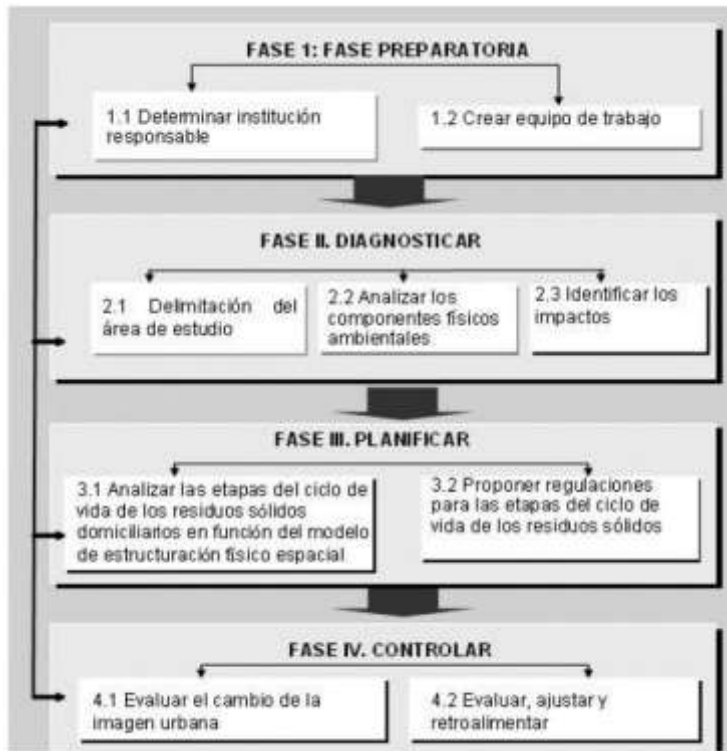 FASE 1: FASE PREPARATORIA
1.1 Determinar institución
responsable
1.2 Crear equipo de trabajo
FASE II. DIAGNOSTICAR
2.1 Delimitación del
área de estudio
2.2 Analizar los
componentes físicos
ambientales
2.3 Identificar los
impactos
FASE III. PLANIFICAR
3.1 Analizar las etapas del ciclo de
vida de los residuos sólidos
domiciliarios en función del modelo
de estructuración físico espacial
3.2 Proponer regulaciones
para las etapas del ciclo de
vida de los residuos sólidos
FASE IV. CONTROLAR
4.1 Evaluar el cambio de la
imagen urbana
4.2 Evaluar, ajustar y
retroalimentar